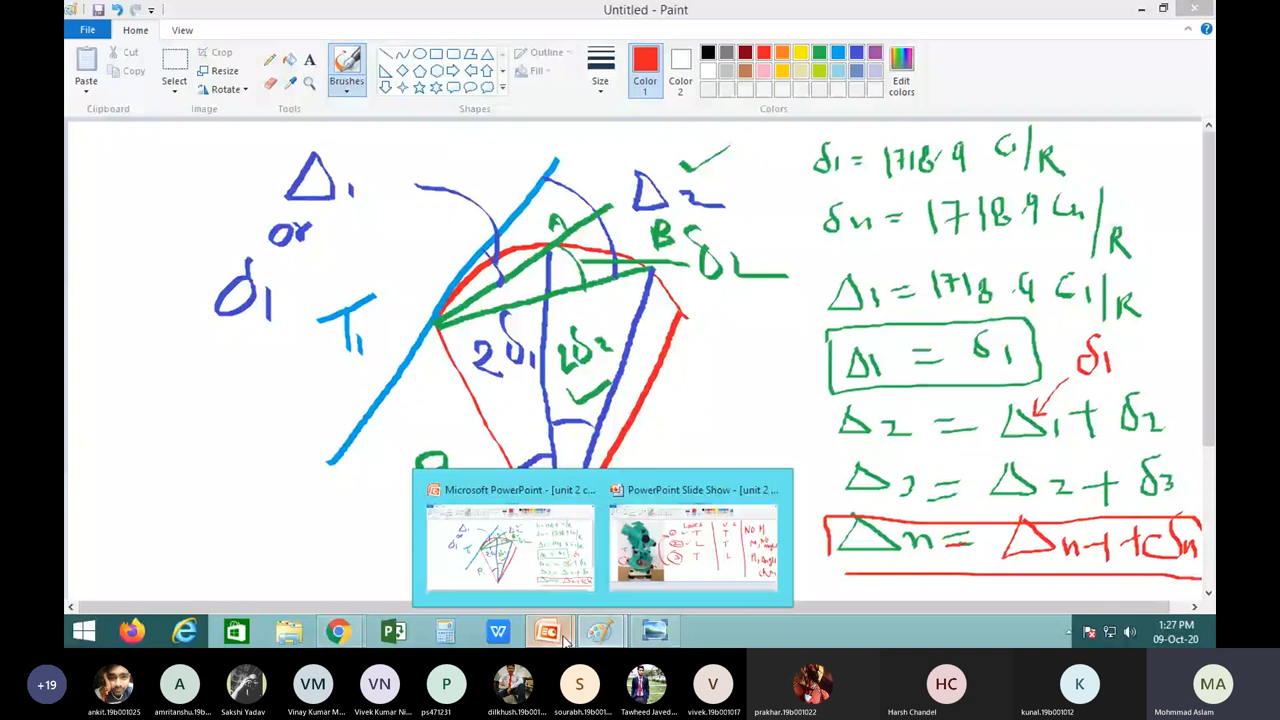 Untitled - Paint
File
Home
View
Paste
Cut
Copy
Clipboard
Select
Crop
Resize
Rotate
Image
Tools
Brushes
Shapes
Outline
Fill
Size
Color 1
Color 2
Edit colors
Colors
Δ1
or
δ1
T1
A
B
Δ2
δ2
2δ1
2δ2
δ1 = 1718.9 C1/R
δn = 1718.9 Cn/R
Δ1 = 1718.9 C1/R
Δ1 = δ1
δ1
Δ2 = Δ1 + δ2
Δ3 = Δ2 + δ3
Δn = Δn-1 + δn
Microsoft PowerPoint - [unit 2 c...
PowerPoint Slide Show - [unit 2 ...
1:27 PM
09-Oct-20
+19
A
VM
VN
P
S
V
HC
K
MA
ankit.19b001025
amritanshu.19b...
Sakshi Yadav
Vinay Kumar M...
Vivek Kumar Ni...
ps471231
dilkhush.19b00...
sourabh.19b001...
Tawheed Javed...
vivek.19b001017
prakhar.19b001022
Harsh Chandel
kunal.19b001012
Mohmmad Aslam